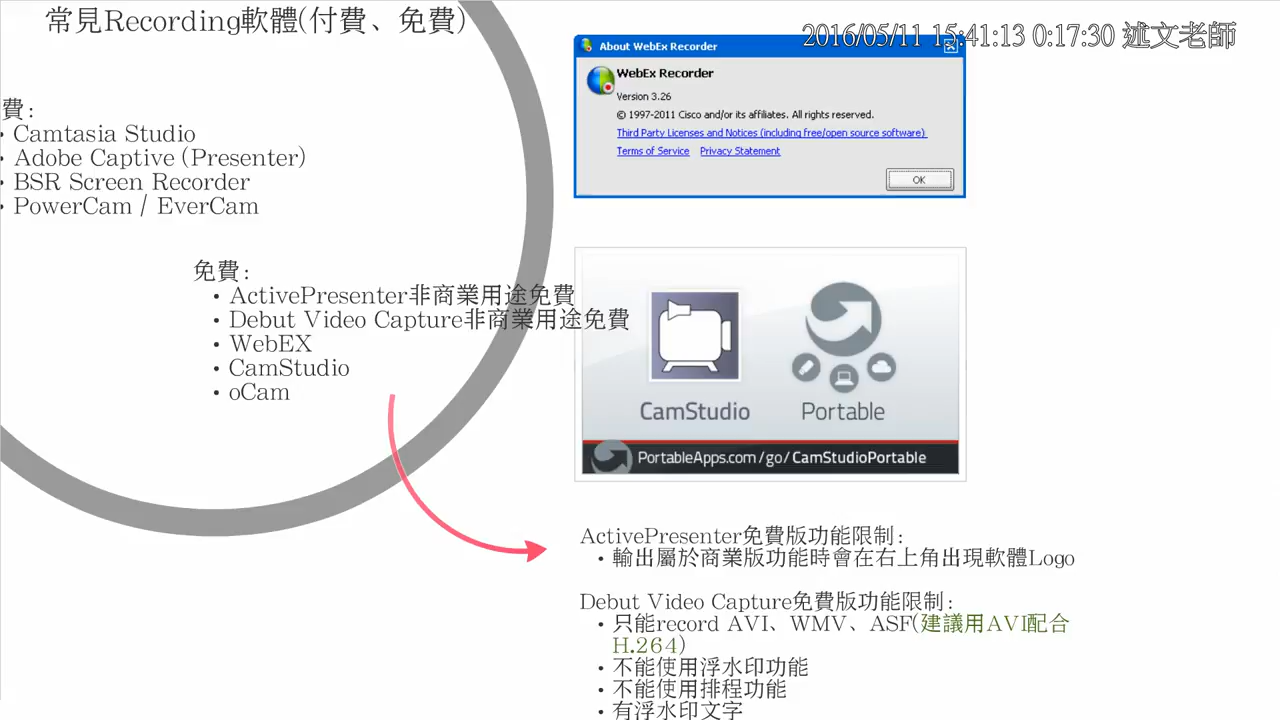 常見Recording軟體(付費、免費)
2016/05/11 15:41:13 0:17:30 述文老師
費:
• Camtasia Studio
• Adobe Captive (Presenter)
• BSR Screen Recorder
• PowerCam / EverCam
免費:
• ActivePresenter非商業用途免費
• Debut Video Capture非商業用途免費
• WebEX
• CamStudio
• oCam
About WebEx Recorder
WebEx Recorder
Version 3.26
© 1997-2011 Cisco and/or its affiliates. All rights reserved.
Third Party Licenses and Notices (including free/open source software)
Terms of Service Privacy Statement
OK
CamStudio Portable
PortableApps.com/go/CamStudioPortable
ActivePresenter免費版功能限制:
• 輸出屬於商業版功能時會在右上角出現軟體Logo
Debut Video Capture免費版功能限制:
• 只能record AVI、WMV、ASF(建議用AVI配合
H.264)
• 不能使用浮水印功能
• 不能使用排程功能
• 有浮水印文字